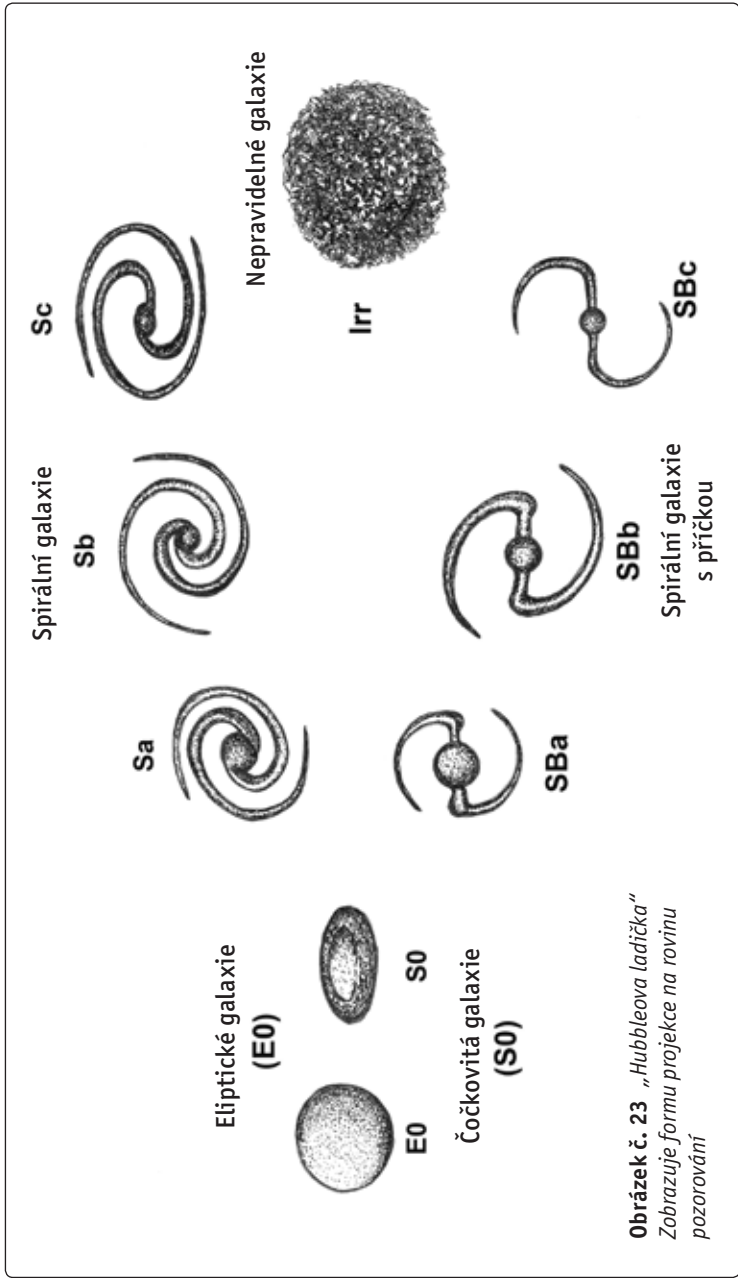 Eliptické galaxie
(E0)
E0
S0
Čočkovitá galaxie
(S0)
Spirální galaxie
Sa
Sb
Sc
Nepravidelné galaxie
Irr
SBa
SBb
SBc
Spirální galaxie
s příčkou
Obrázek č. 23 „Hubbleova ladička“
Zobrazuje formu projekce na rovinu
pozorování